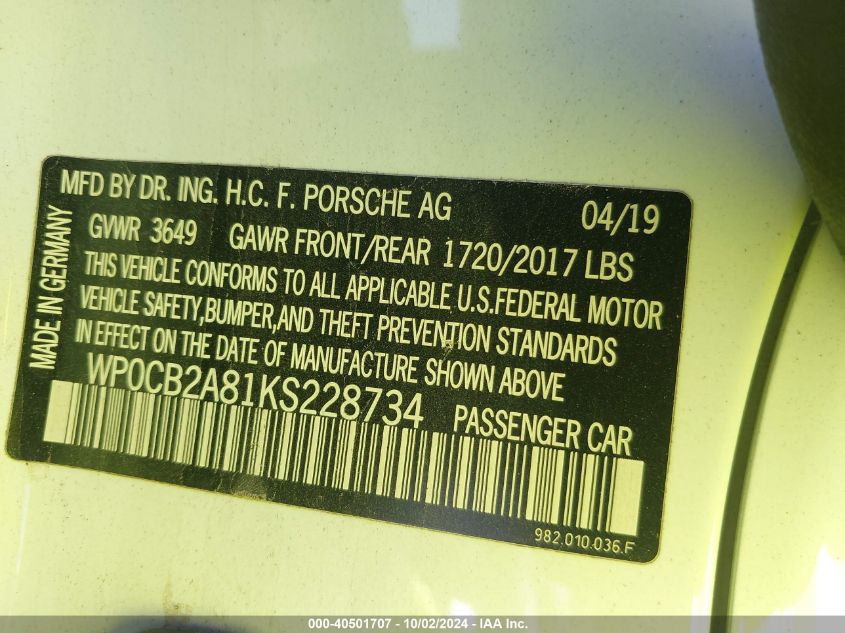 MFD BY DR. ING. H.C. F. PORSCHE AG 04/19
GVWR 3649 GAWR FRONT/REAR 1720/2017 LBS
THIS VEHICLE CONFORMS TO ALL APPLICABLE U.S.FEDERAL MOTOR
VEHICLE SAFETY,BUMPER,AND THEFT PREVENTION STANDARDS
IN EFFECT ON THE DATE OF MANUFACTURE SHOWN ABOVE
WP0CB2A81KS228734 PASSENGER CAR
MADE IN GERMANY
982.010.036.F
000-40501707 - 10/02/2024 - IAA Inc.